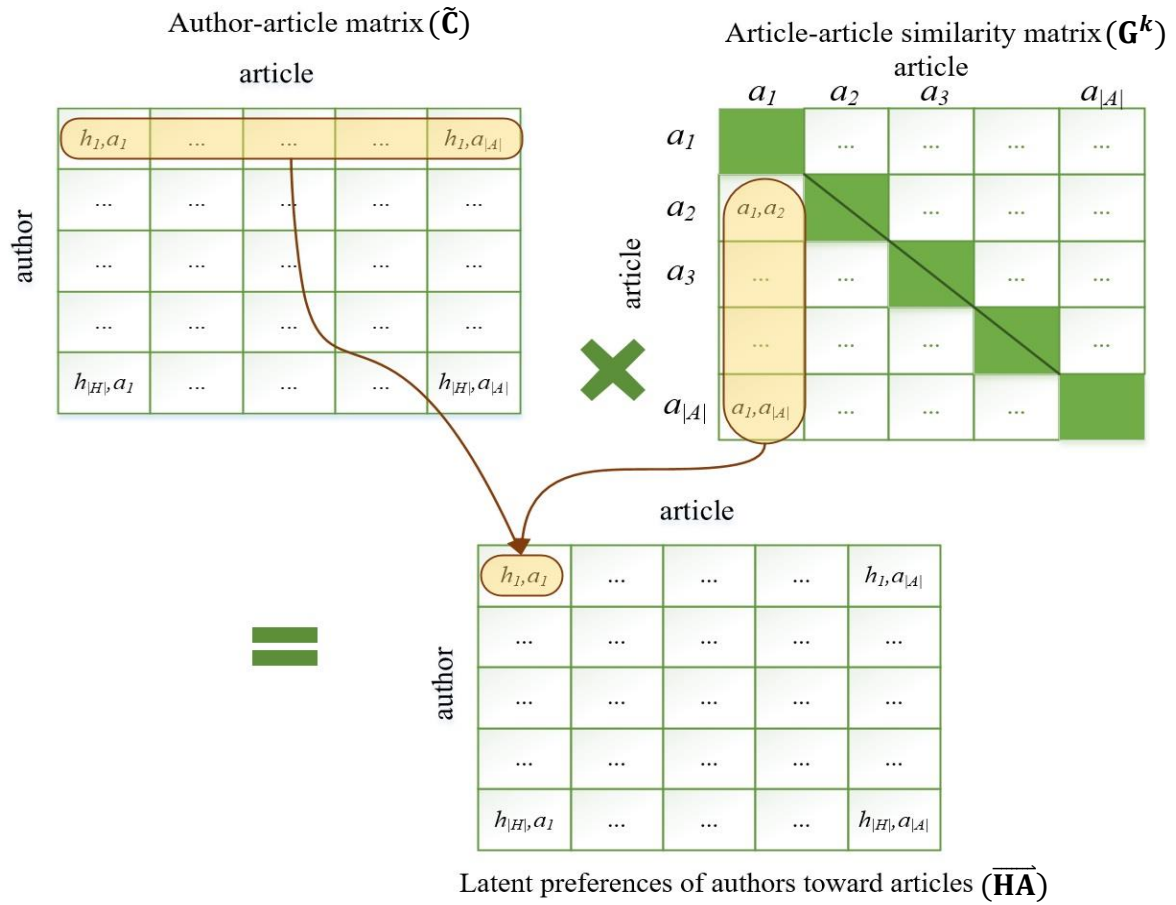 Author-article matrix (C̃)
article
author
h₁,a₁ ... ... ... h₁,a|A|
... ... ... ... ...
... ... ... ... ...
... ... ... ... ...
h|H|,a₁ ... ... ... h|H|,a|A|
Article-article similarity matrix (Gᵏ)
article
a₁ a₂ a₃ a|A|
article
a₁ ... ... ... ...
a₂ a₁,a₂ ... ... ...
a₃ ... ... ... ...
... ... ... ...
a|A| a₁,a|A| ... ... ...
×
=
article
author
h₁,a₁ ... ... ... h₁,a|A|
... ... ... ... ...
... ... ... ... ...
... ... ... ... ...
h|H|,a₁ ... ... ... h|H|,a|A|
Latent preferences of authors toward articles (H⃗A⃗)